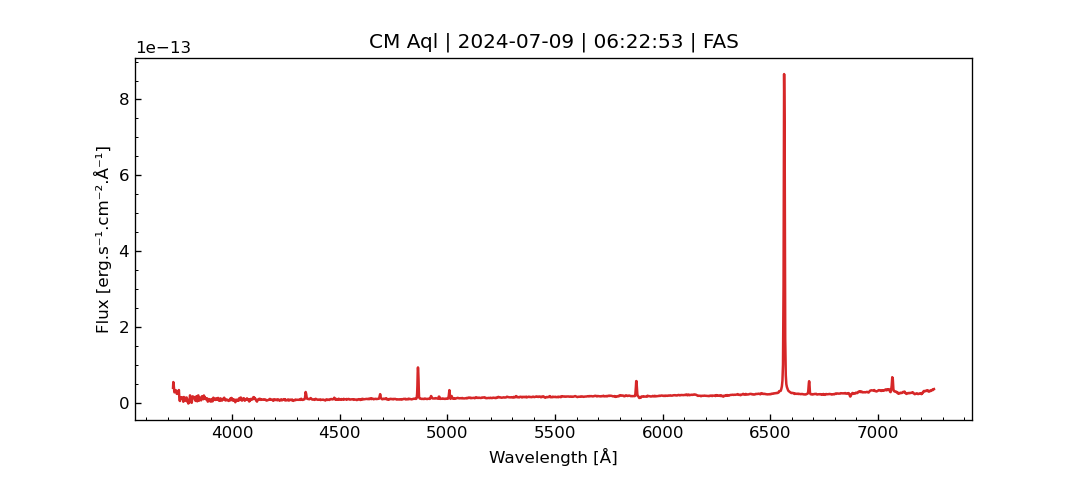 CM Aql | 2024-07-09 | 06:22:53 | FAS
1e−13
8
6
4
2
0
Flux [erg.s⁻¹.cm⁻².Å⁻¹]
4000 4500 5000 5500 6000 6500 7000
Wavelength [Å]